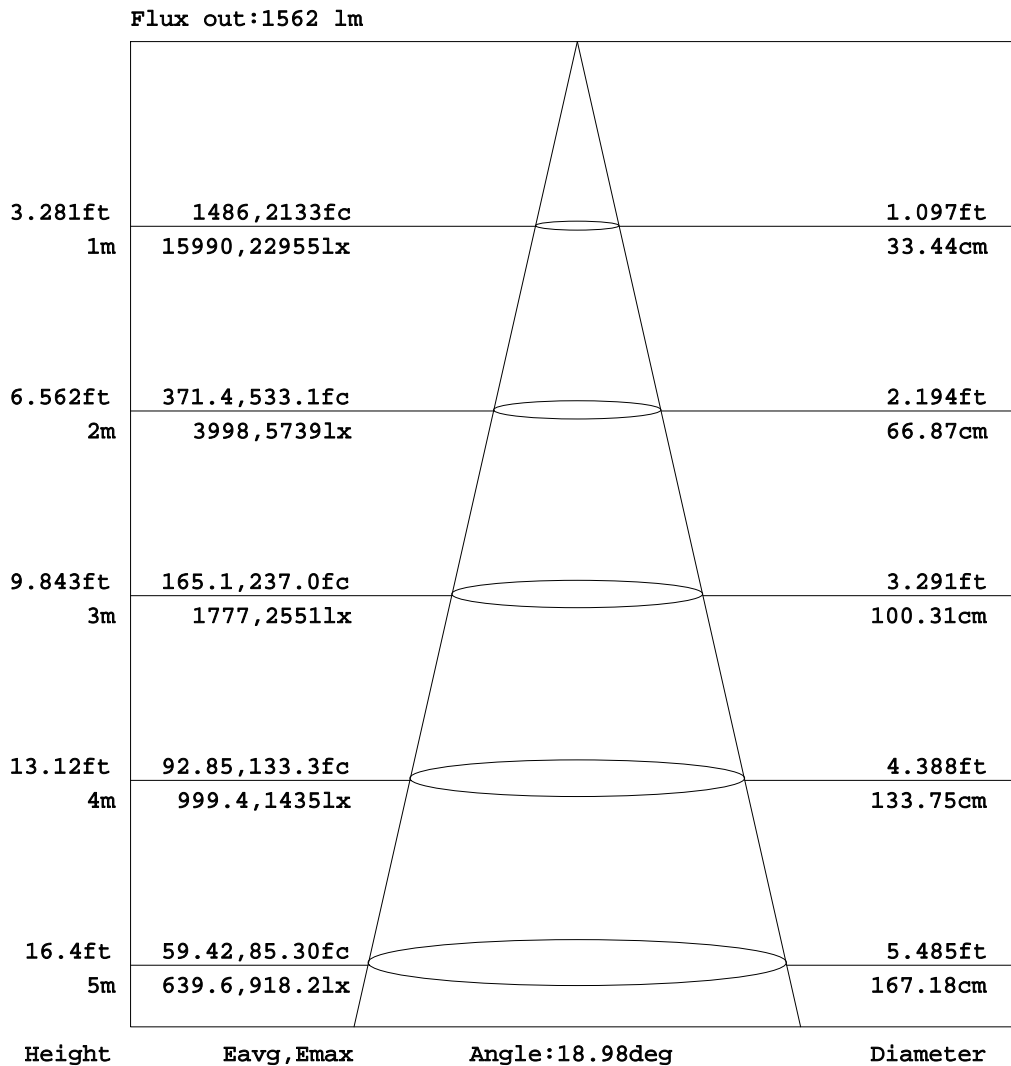 Flux out:1562 lm
3.281ft 1486,2133fc 1.097ft
1m 15990,22955lx 33.44cm
6.562ft 371.4,533.1fc 2.194ft
2m 3998,5739lx 66.87cm
9.843ft 165.1,237.0fc 3.291ft
3m 1777,2551lx 100.31cm
13.12ft 92.85,133.3fc 4.388ft
4m 999.4,1435lx 133.75cm
16.4ft 59.42,85.30fc 5.485ft
5m 639.6,918.2lx 167.18cm
Height Eavg,Emax Angle:18.98deg Diameter